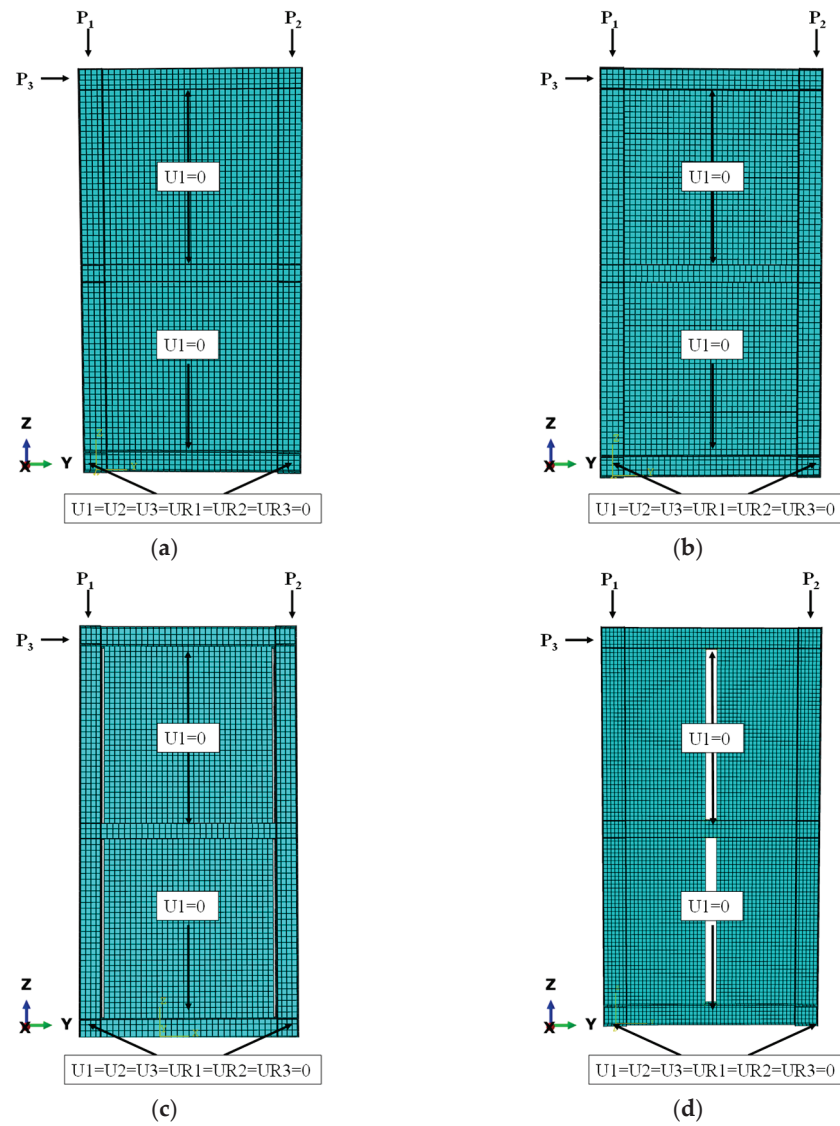 P1 P2
P3
U1=0
U1=0
Z
X Y
U1=U2=U3=UR1=UR2=UR3=0
(a)
P1 P2
P3
U1=0
U1=0
Z
X Y
U1=U2=U3=UR1=UR2=UR3=0
(b)
P1 P2
P3
U1=0
U1=0
Z
X Y
U1=U2=U3=UR1=UR2=UR3=0
(c)
P1 P2
P3
U1=0
U1=0
Z
X Y
U1=U2=U3=UR1=UR2=UR3=0
(d)